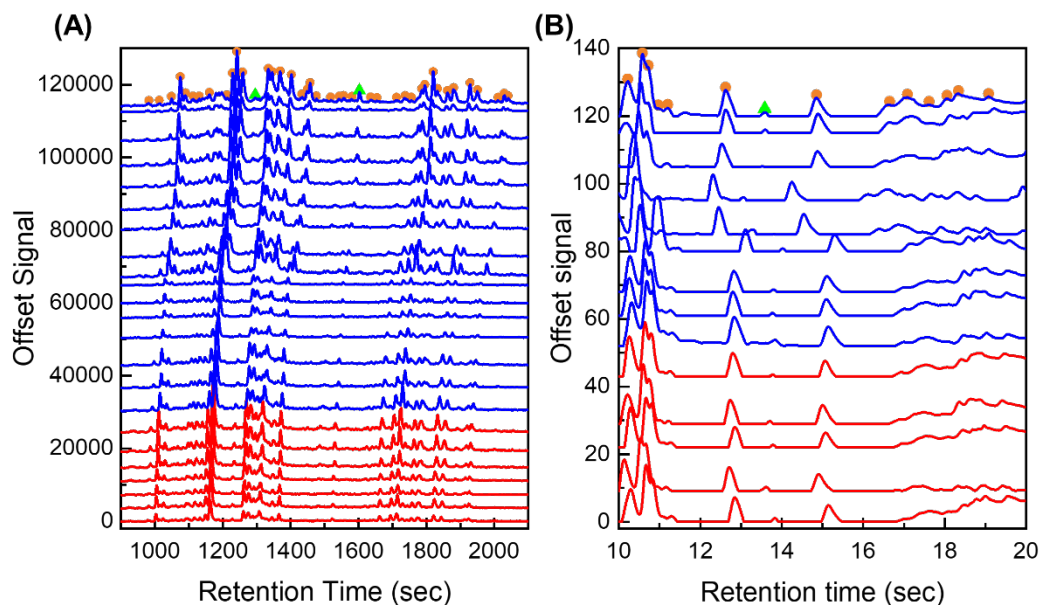 (A)
Offset Signal
120000
100000
80000
60000
40000
20000
0
1000 1200 1400 1600 1800 2000
Retention Time (sec)
(B)
Offset signal
140
120
100
80
60
40
20
0
10 12 14 16 18 20
Retention time (sec)